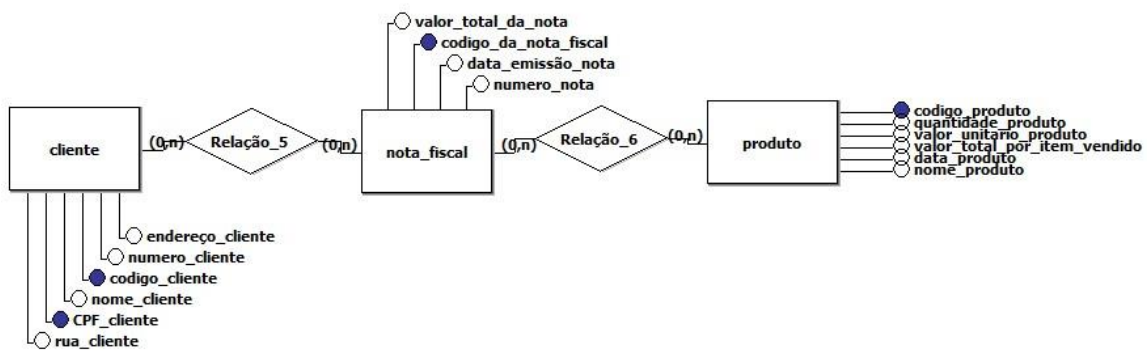 valor_total_da_nota
codigo_da_nota_fiscal
data_emissão_nota
numero_nota
cliente
(0,n)
Relação_5
(0,n)
nota_fiscal
(0,n)
Relação_6
(0,n)
produto
codigo_produto
quantidade_produto
valor_unitario_produto
valor_total_por_item_vendido
data_produto
nome_produto
endereço_cliente
numero_cliente
codigo_cliente
nome_cliente
CPF_cliente
rua_cliente